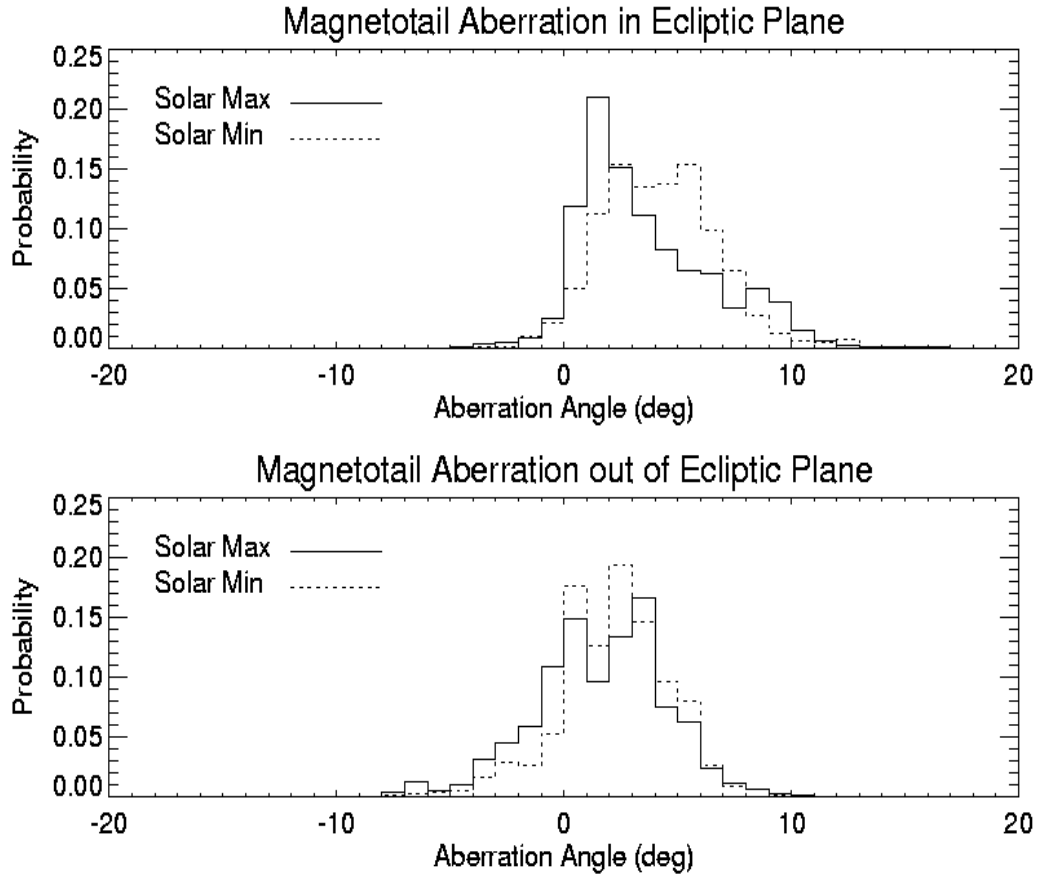 Magnetotail Aberration in Ecliptic Plane
0.25
0.20
0.15
0.10
0.05
0.00
Probability
Solar Max
Solar Min
-20 -10 0 10 20
Aberration Angle (deg)
Magnetotail Aberration out of Ecliptic Plane
0.25
0.20
0.15
0.10
0.05
0.00
Probability
Solar Max
Solar Min
-20 -10 0 10 20
Aberration Angle (deg)